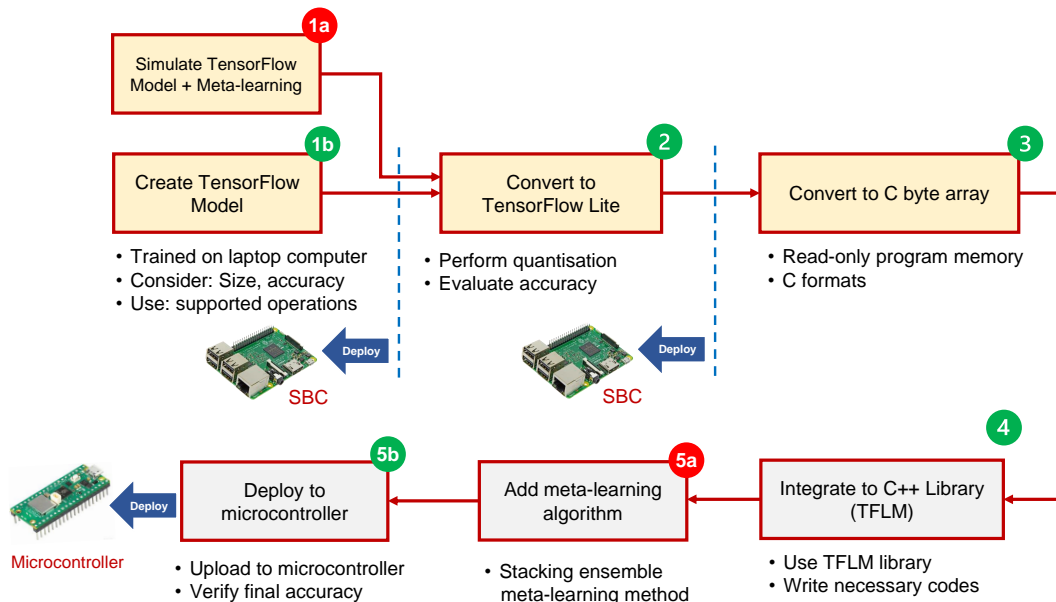 1a
Simulate TensorFlow
Model + Meta-learning
1b
Create TensorFlow
Model
• Trained on laptop computer
• Consider: Size, accuracy
• Use: supported operations
Deploy
SBC
2
Convert to
TensorFlow Lite
• Perform quantisation
• Evaluate accuracy
Deploy
SBC
3
Convert to C byte array
• Read-only program memory
• C formats
4
Integrate to C++ Library
(TFLM)
• Use TFLM library
• Write necessary codes
5a
Add meta-learning
algorithm
• Stacking ensemble
meta-learning method
5b
Deploy to
microcontroller
• Upload to microcontroller
• Verify final accuracy
Deploy
Microcontroller